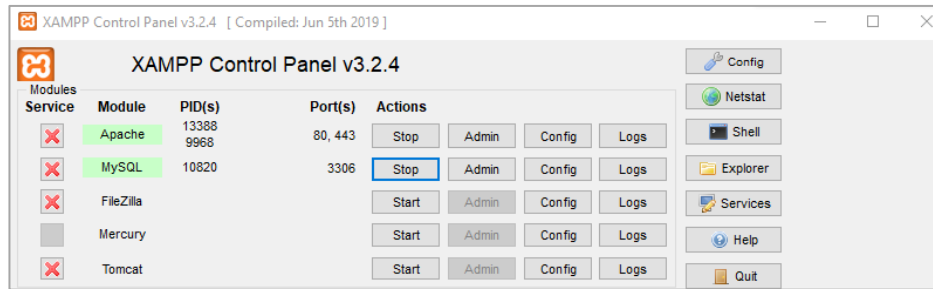 XAMPP Control Panel v3.2.4 [ Compiled: Jun 5th 2019 ]
XAMPP Control Panel v3.2.4
Config
Modules
Service Module PID(s) Port(s) Actions
Netstat
Apache 13388 9968 80, 443 Stop Admin Config Logs
Shell
MySQL 10820 3306 Stop Admin Config Logs
Explorer
FileZilla Start Admin Config Logs
Services
Mercury Start Admin Config Logs
Help
Tomcat Start Admin Config Logs
Quit